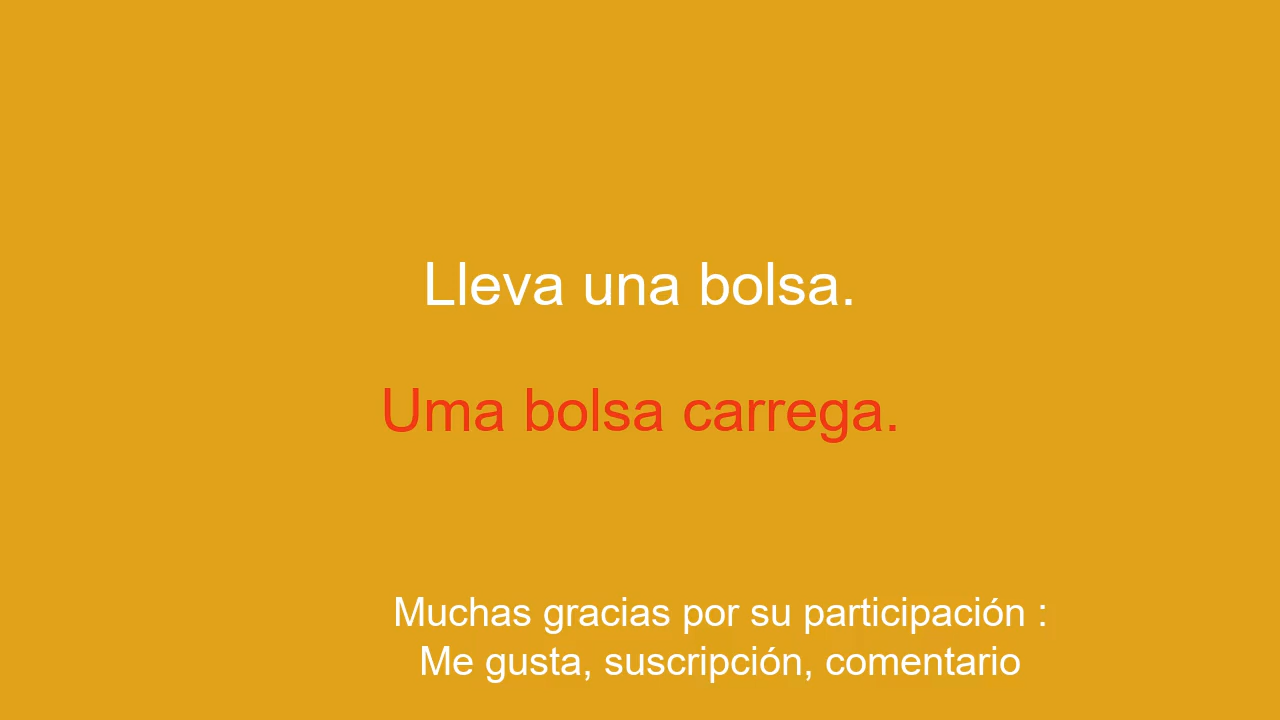 Lleva una bolsa.
Uma bolsa carrega.
Muchas gracias por su participación :
Me gusta, suscripción, comentario